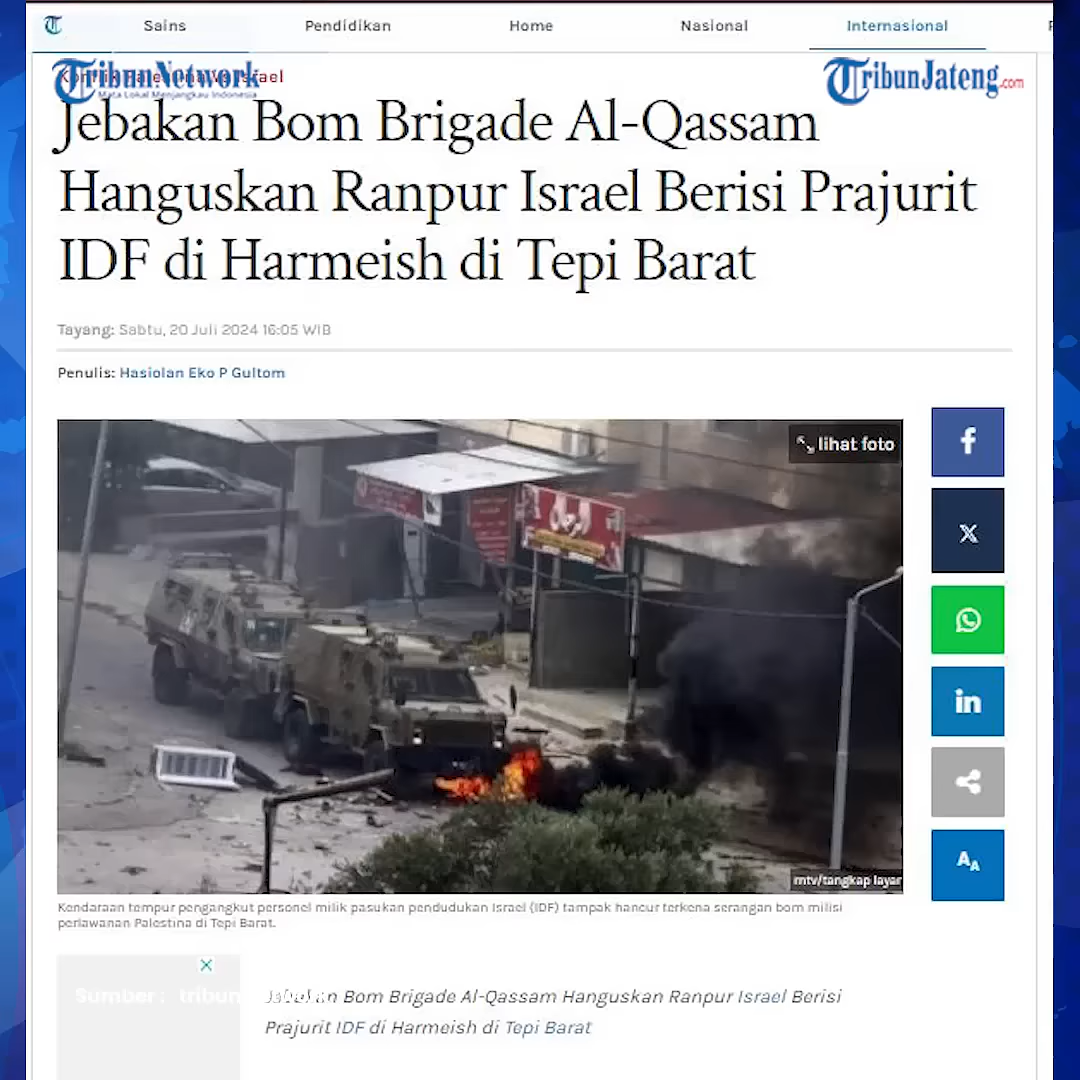 Sains Pendidikan Home Nasional Internasional
TribunNetwork
Mata Lokal Menjangkau Indonesia
TribunJateng.com
Jebakan Bom Brigade Al-Qassam
Hanguskan Ranpur Israel Berisi Prajurit
IDF di Harmeish di Tepi Barat
Tayang: Sabtu, 20 Juli 2024 16:05 WIB
Penulis: Hasiolan Eko P Gultom
lihat foto
mtv/tangkap layar
Kendaraan tempur pengangkut personel milik pasukan pendudukan Israel (IDF) tampak hancur terkena serangan bom milisi
perlawanan Palestina di Tepi Barat.
Sumber : tribun
Bom Brigade Al-Qassam Hanguskan Ranpur Israel Berisi
Prajurit IDF di Harmeish di Tepi Barat